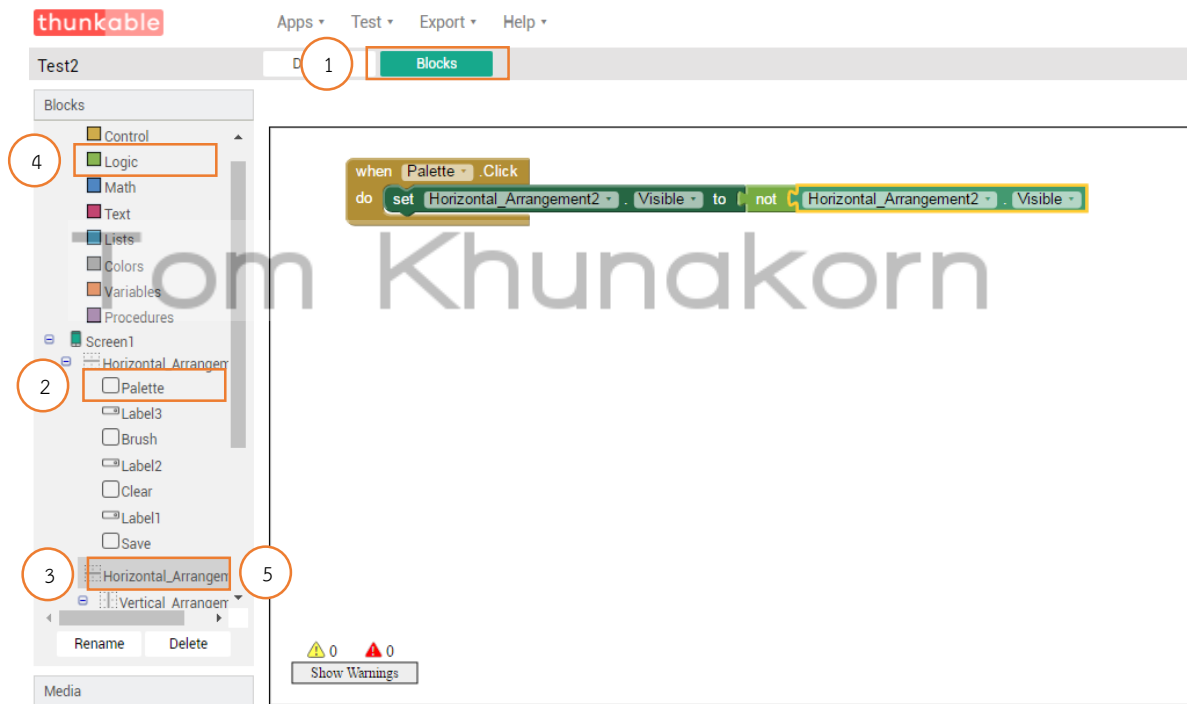 thunkable
Apps Test Export Help
Test2
D
1
Blocks
Blocks
Control
4
Logic
Math
Text
Lists
Colors
Variables
Procedures
Screen1
Horizontal_Arrangem
2
Palette
Label3
Brush
Label2
Clear
Label1
Save
3
Horizontal_Arrangem
5
Vertical_Arrangem
Rename Delete
Media
when Palette .Click
do set Horizontal_Arrangement2 . Visible to not Horizontal_Arrangement2 . Visible
Tom Khunakorn
0 0
Show Warnings